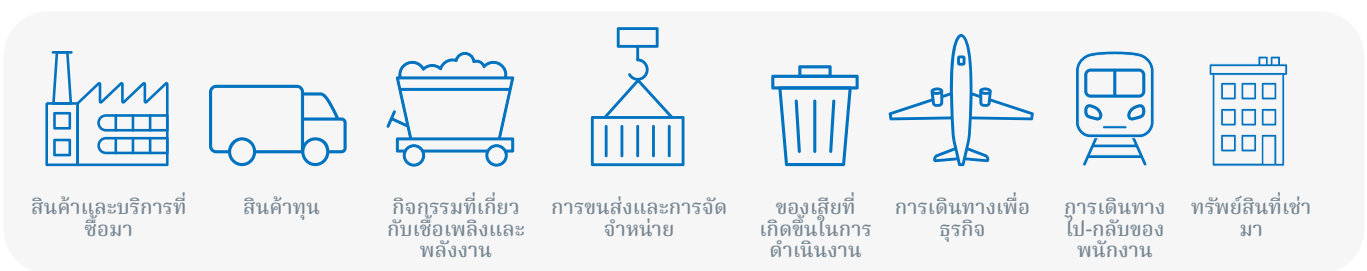 สินค้าและบริการที่
ซื้อมา
สินค้าทุน
กิจกรรมที่เกี่ยว
กับเชื้อเพลิงและ
พลังงาน
การขนส่งและการจัด
จำหน่าย
ของเสียที่
เกิดขึ้นในการ
ดำเนินงาน
การเดินทางเพื่อ
ธุรกิจ
การเดินทาง
ไป-กลับของ
พนักงาน
ทรัพย์สินที่เช่า
มา